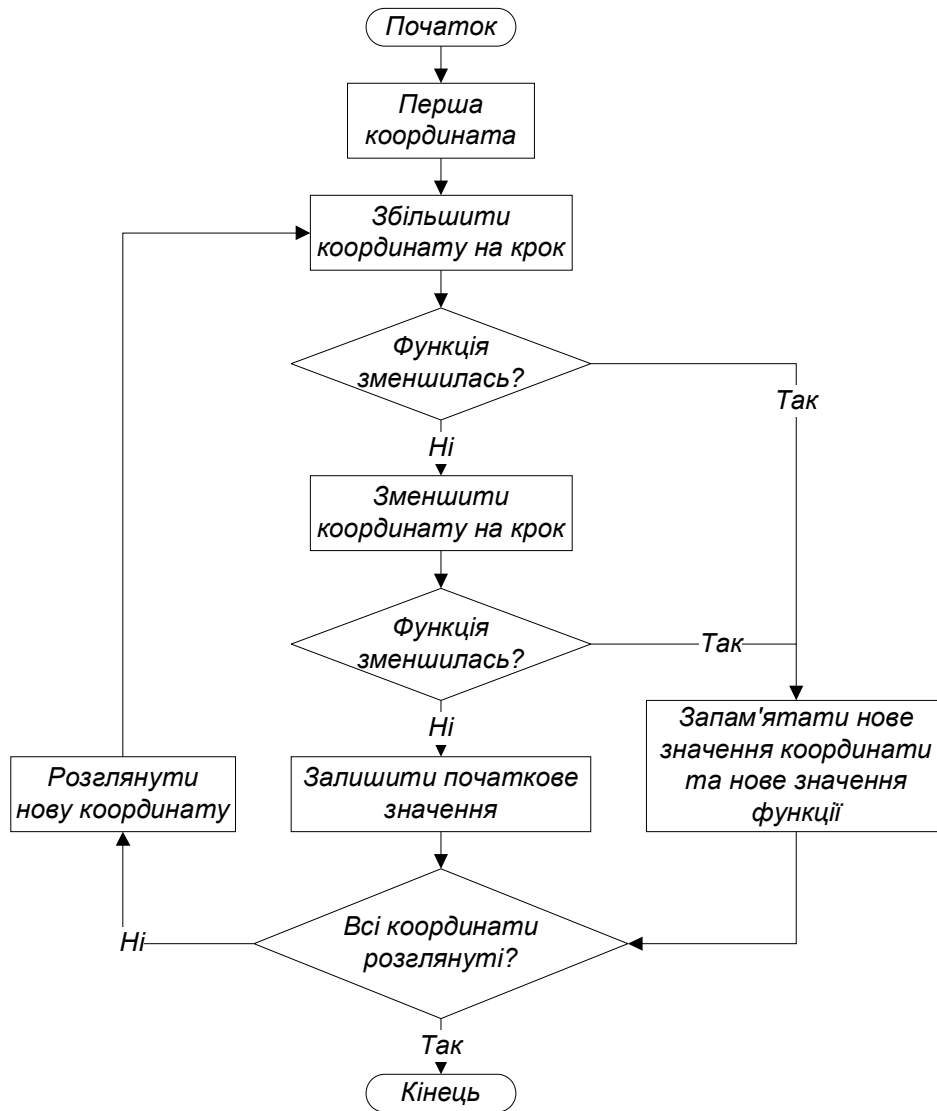 Початок
Перша
координата
Збільшити
координату на крок
Функція
зменшилась?
Так
Ні
Зменшити
координату на крок
Функція
зменшилась?
Так
Ні
Запам'ятати нове
значення координати
та нове значення
функції
Розглянути
нову координату
Залишити початкове
значення
Всі координати
розглянуті?
Ні
Так
Кінець